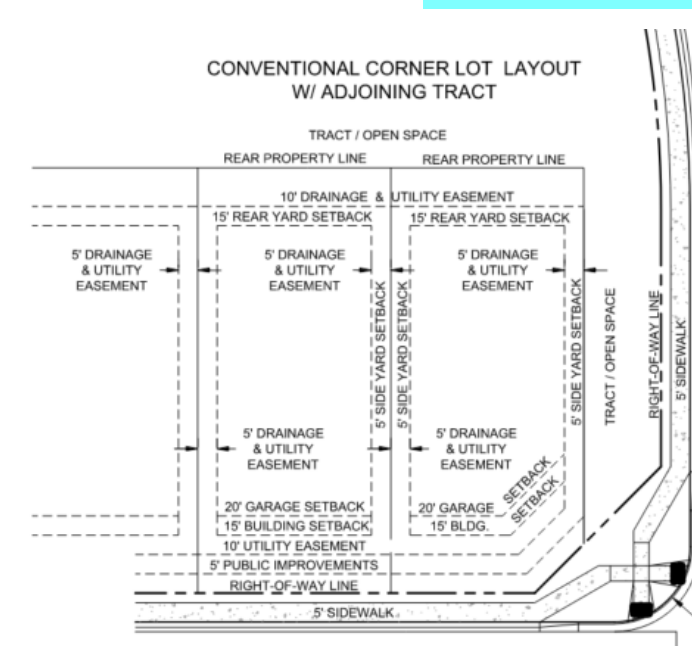 CONVENTIONAL CORNER LOT LAYOUT
W/ ADJOINING TRACT
TRACT / OPEN SPACE
REAR PROPERTY LINE
REAR PROPERTY LINE
10' DRAINAGE & UTILITY EASEMENT
15' REAR YARD SETBACK
15' REAR YARD SETBACK
5' DRAINAGE
& UTILITY
EASEMENT
5' DRAINAGE
& UTILITY
EASEMENT
5' DRAINAGE
& UTILITY
EASEMENT
5' SIDE YARD SETBACK
5' SIDE YARD SETBACK
5' SIDE YARD SETBACK
TRACT / OPEN SPACE
RIGHT-OF-WAY LINE
5' SIDEWALK
5' DRAINAGE
& UTILITY
EASEMENT
5' DRAINAGE
& UTILITY
EASEMENT
20' GARAGE SETBACK
20' GARAGE SETBACK
15' BUILDING SETBACK
15' BLDG. SETBACK
10' UTILITY EASEMENT
5' PUBLIC IMPROVEMENTS
RIGHT-OF-WAY LINE
5' SIDEWALK